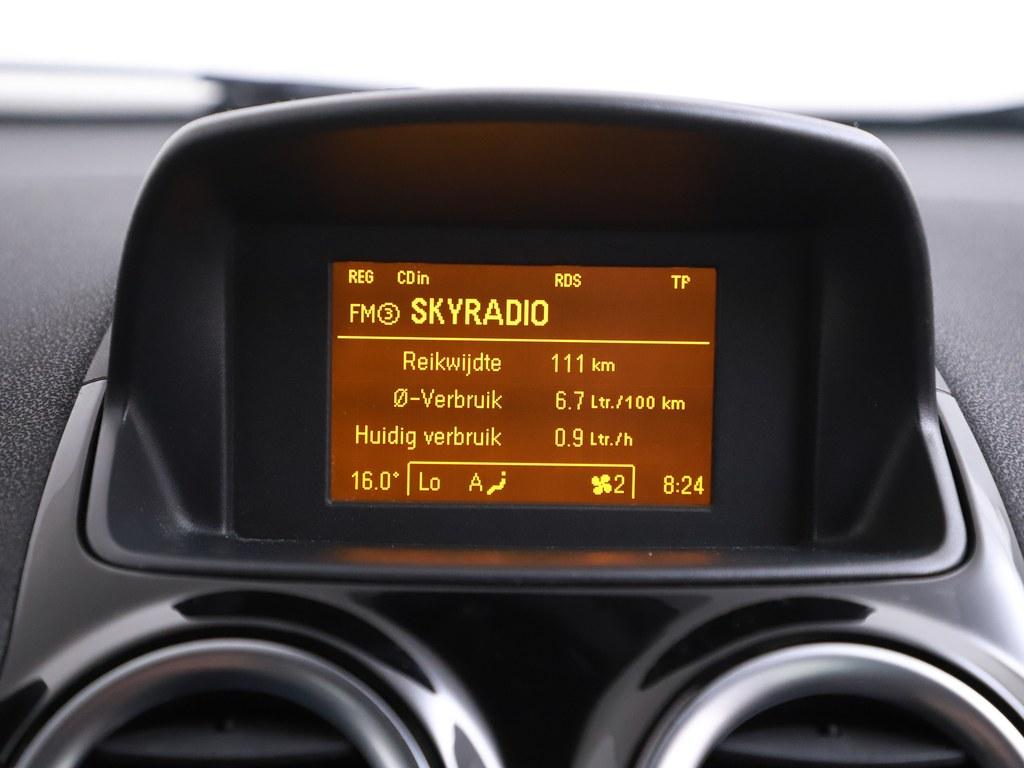 REG CDin RDS TP
FM③ SKYRADIO
Reikwijdte 111 km
Ø-Verbruik 6.7 Ltr./100 km
Huidig verbruik 0.9 Ltr./h
16.0° Lo A 2 8:24